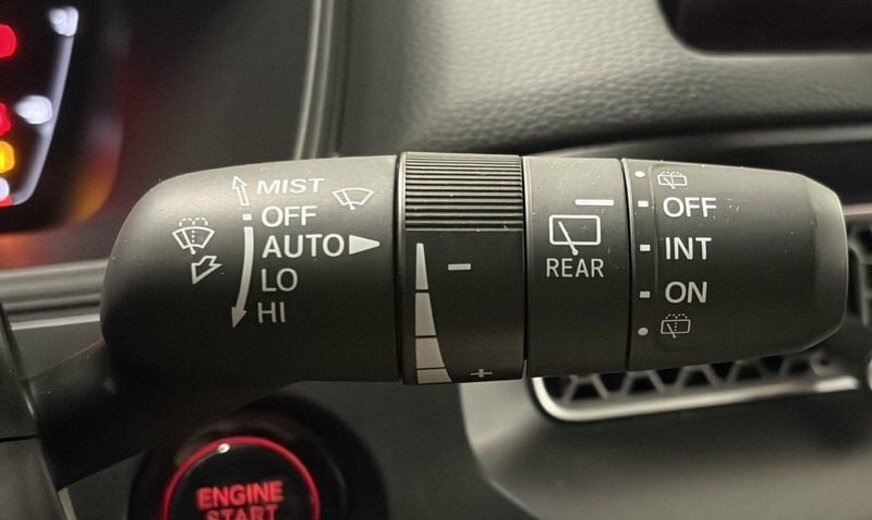 MIST
OFF
AUTO
LO
HI
−
+
REAR
OFF
INT
ON
ENGINE
START